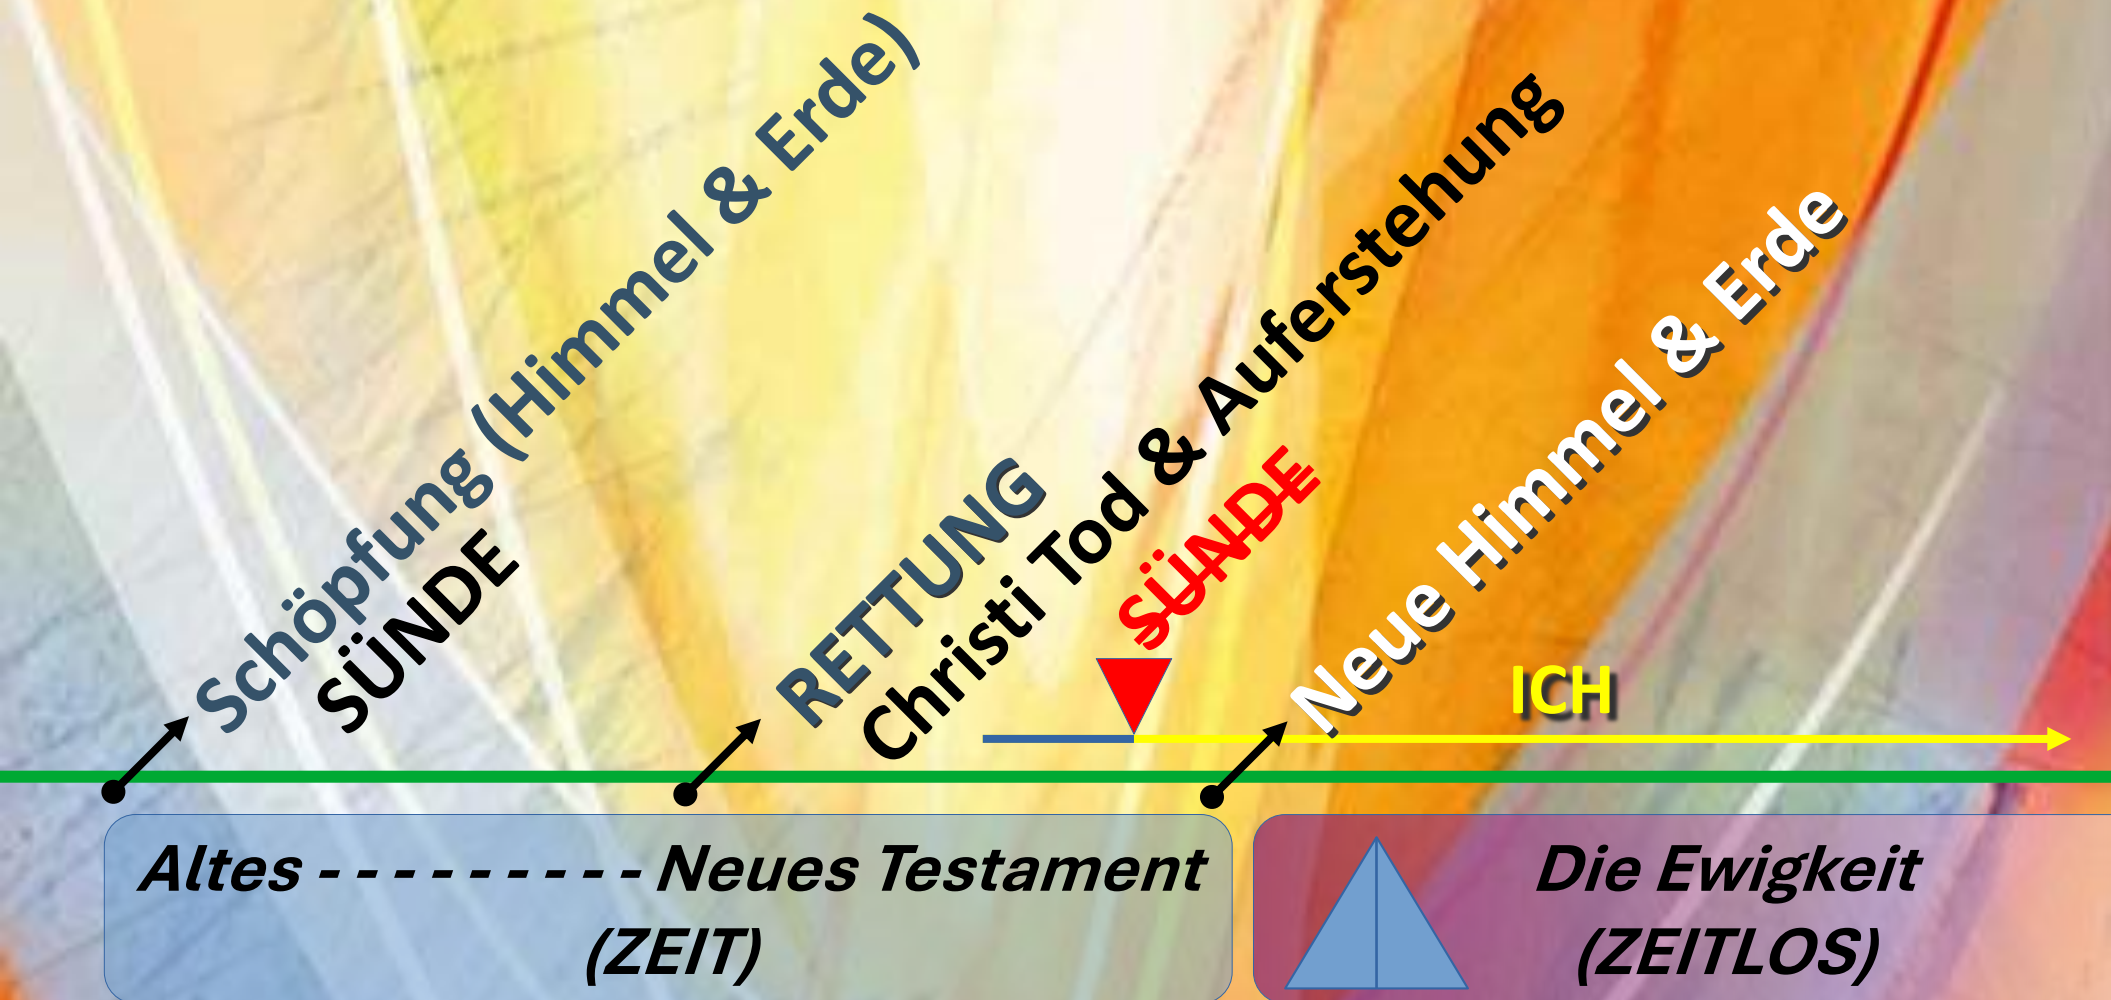 Schöpfung (Himmel & Erde)
SÜNDE
RETTUNG
Christi Tod & Auferstehung
SÜNDE
Neue Himmel & Erde
ICH
Altes - - - - - - - - - Neues Testament
(ZEIT)
Die Ewigkeit
(ZEITLOS)